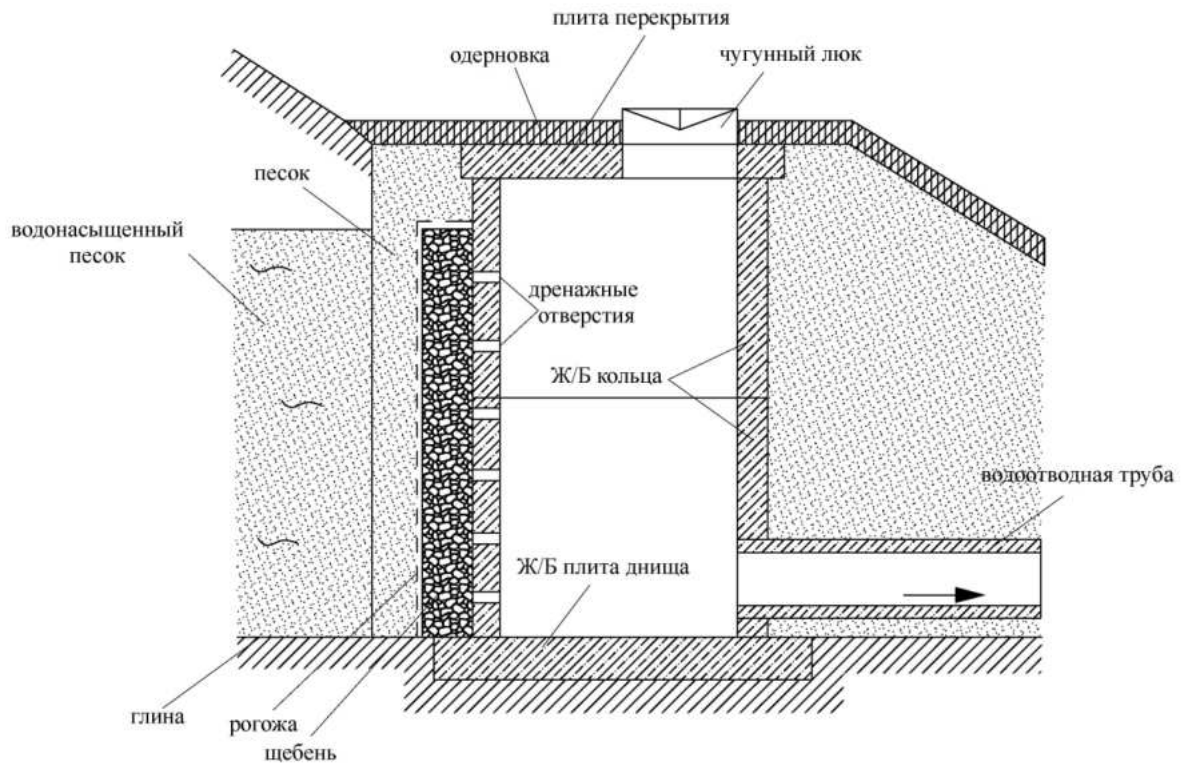 плита перекрытия
одерновка
чугунный люк
песок
водонасыщенный
песок
дренажные
отверстия
Ж/Б кольца
водоотводная труба
Ж/Б плита днища
глина
рогожа
щебень